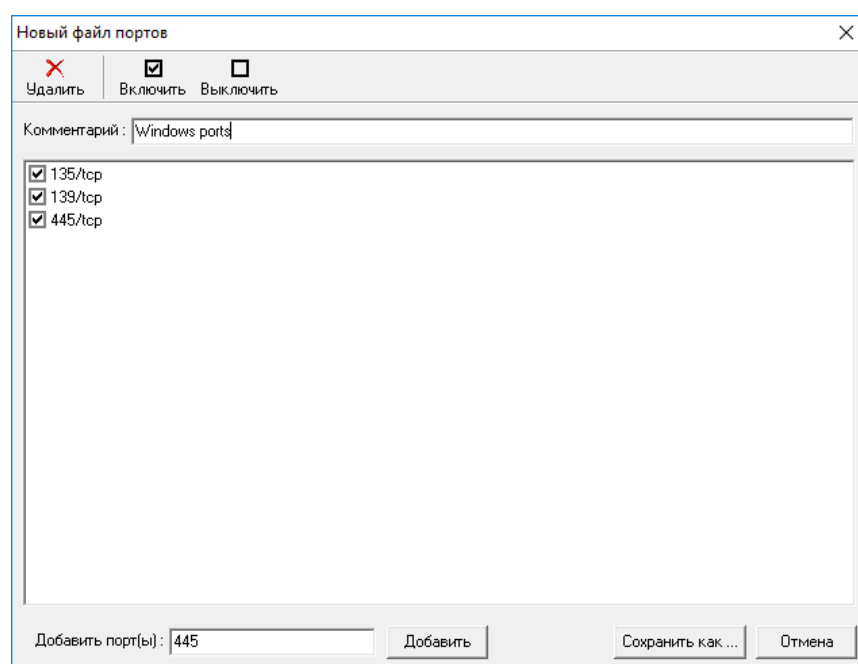 Новый файл портов
Удалить Включить Выключить
Комментарий : Windows ports
135/tcp
139/tcp
445/tcp
Добавить порт(ы) : 445 Добавить Сохранить как ... Отмена